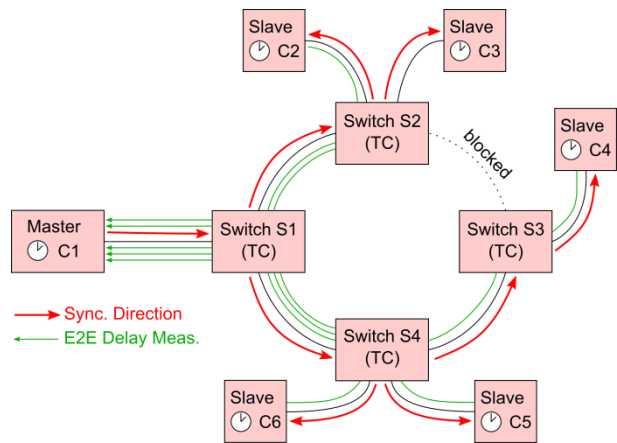 Slave
C2
Slave
C3
Switch S2
(TC)
blocked
Slave
C4
Master
C1
Switch S1
(TC)
Switch S3
(TC)
Sync. Direction
E2E Delay Meas.
Switch S4
(TC)
Slave
C6
Slave
C5